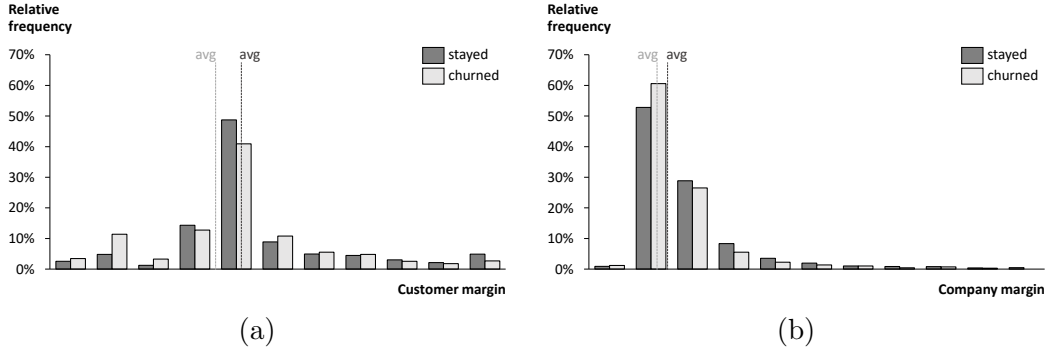 Relative
frequency
70%
60%
50%
40%
30%
20%
10%
0%
avg avg
stayed
churned
Customer margin
(a)
Relative
frequency
70%
60%
50%
40%
30%
20%
10%
0%
avg avg
stayed
churned
Company margin
(b)